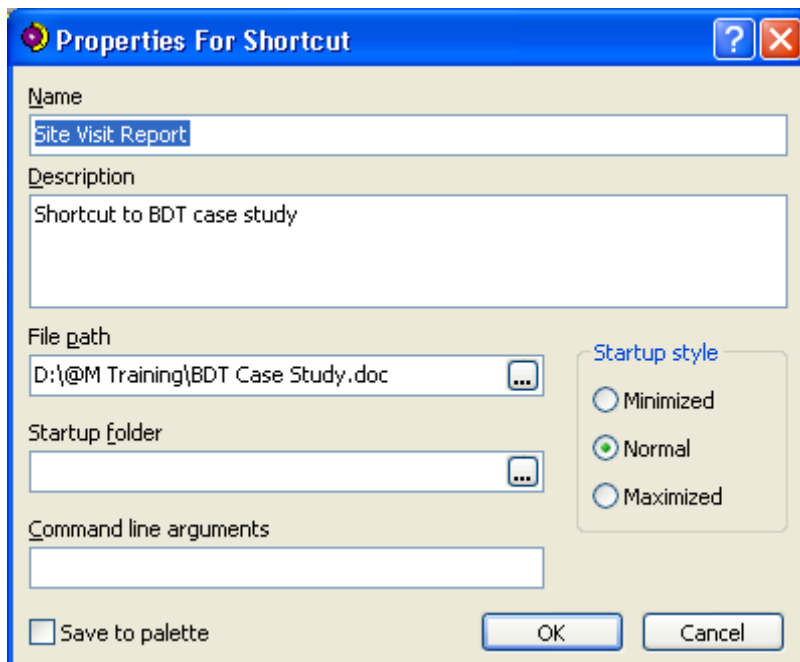 Properties For Shortcut
?
Name
Site Visit Report
Description
Shortcut to BDT case study
File path
D:\@M Training\BDT Case Study.doc
...
Startup style
Minimized
Startup folder
Normal
...
Maximized
Command line arguments
Save to palette
OK
Cancel